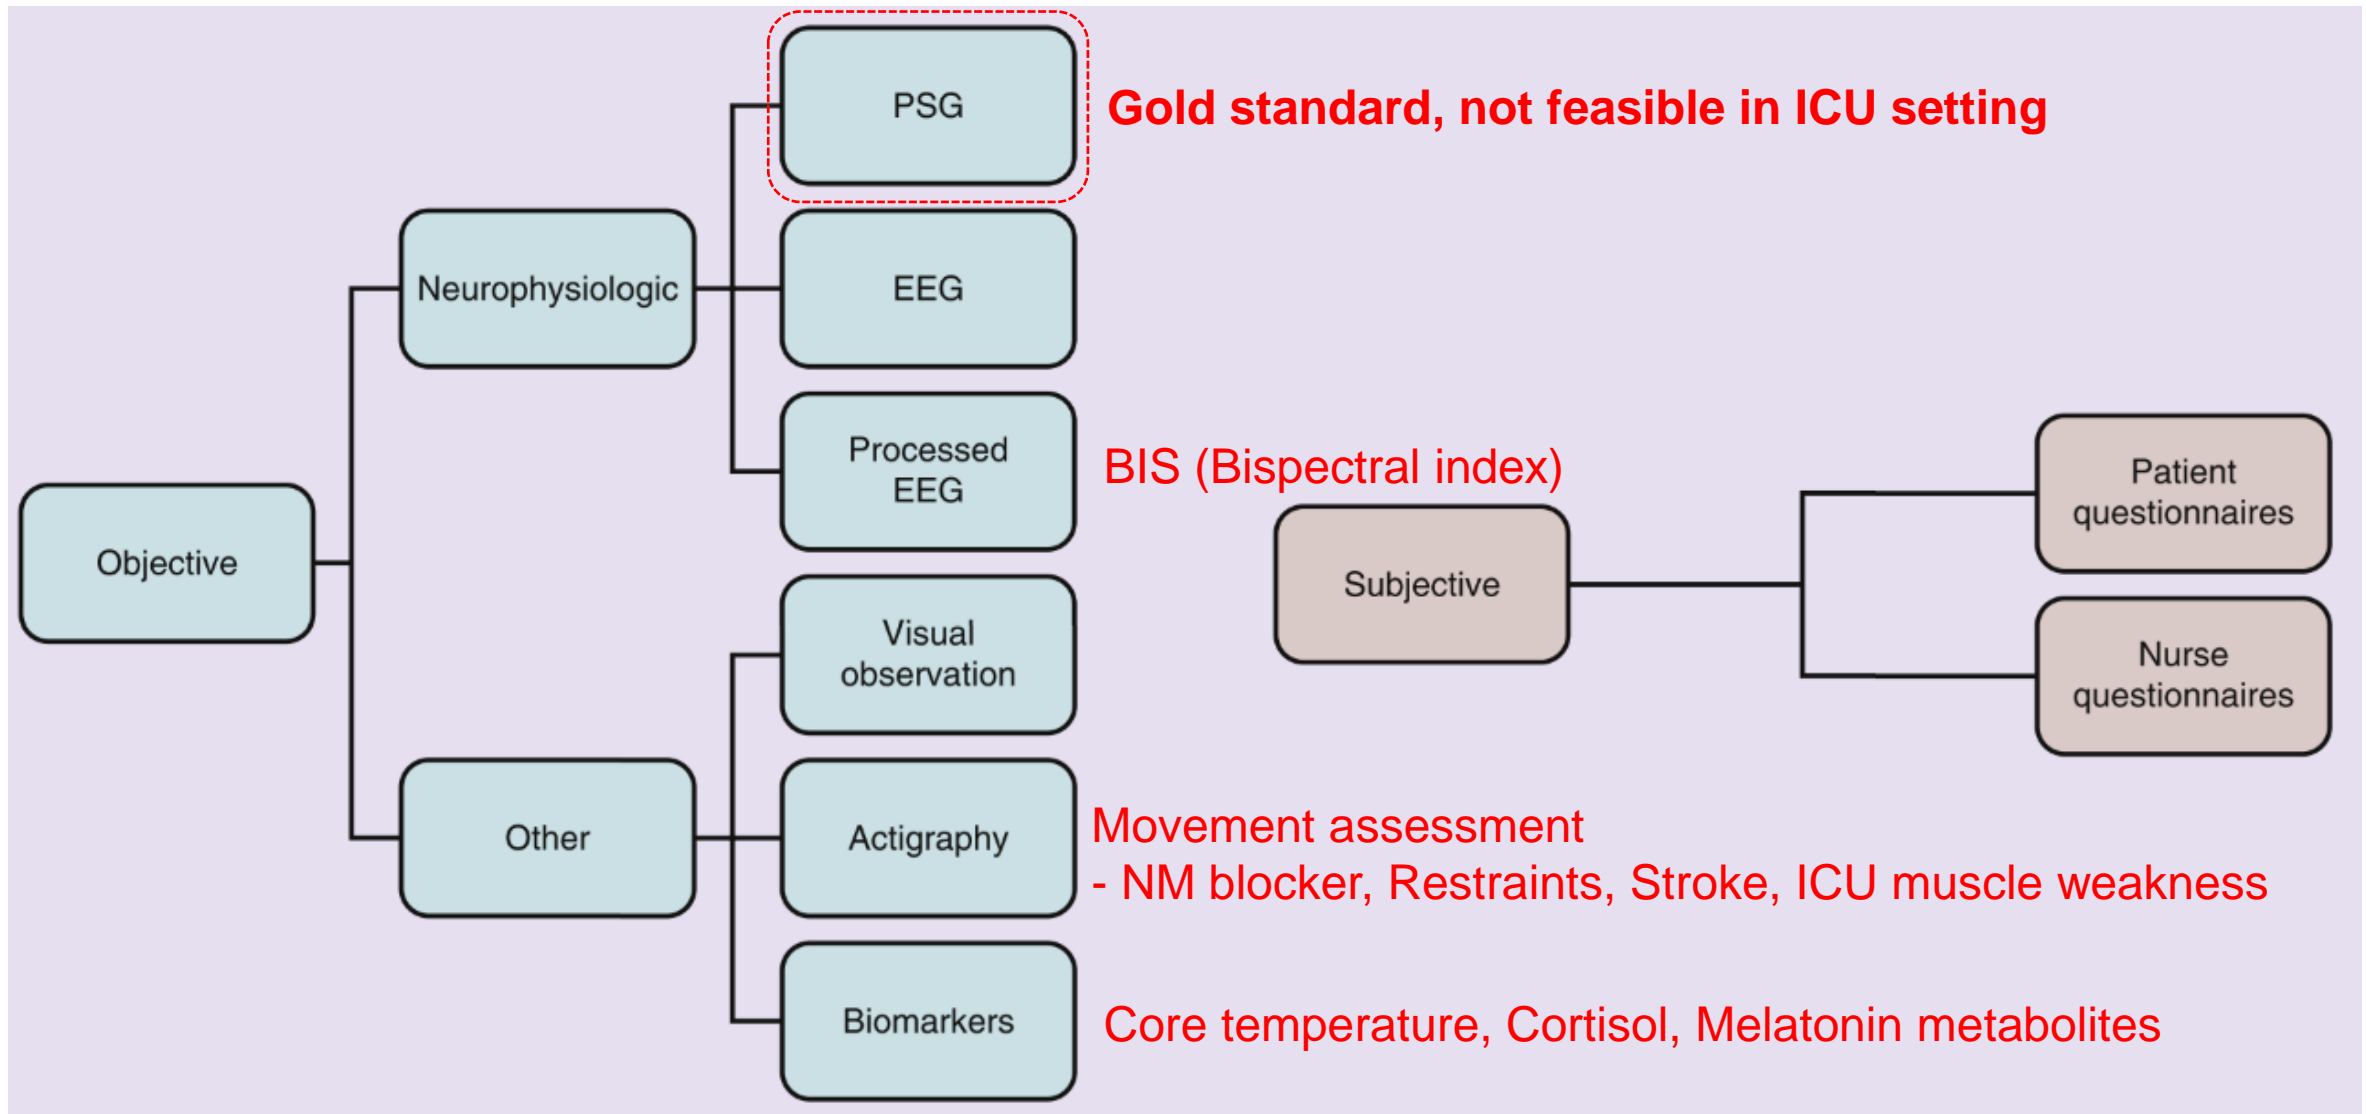 PSG
Gold standard, not feasible in ICU setting
Neurophysiologic
EEG
Processed
EEG
BIS (Bispectral index)
Objective
Visual
observation
Other
Actigraphy
Movement assessment
- NM blocker, Restraints, Stroke, ICU muscle weakness
Biomarkers
Core temperature, Cortisol, Melatonin metabolites
Subjective
Patient
questionnaires
Nurse
questionnaires